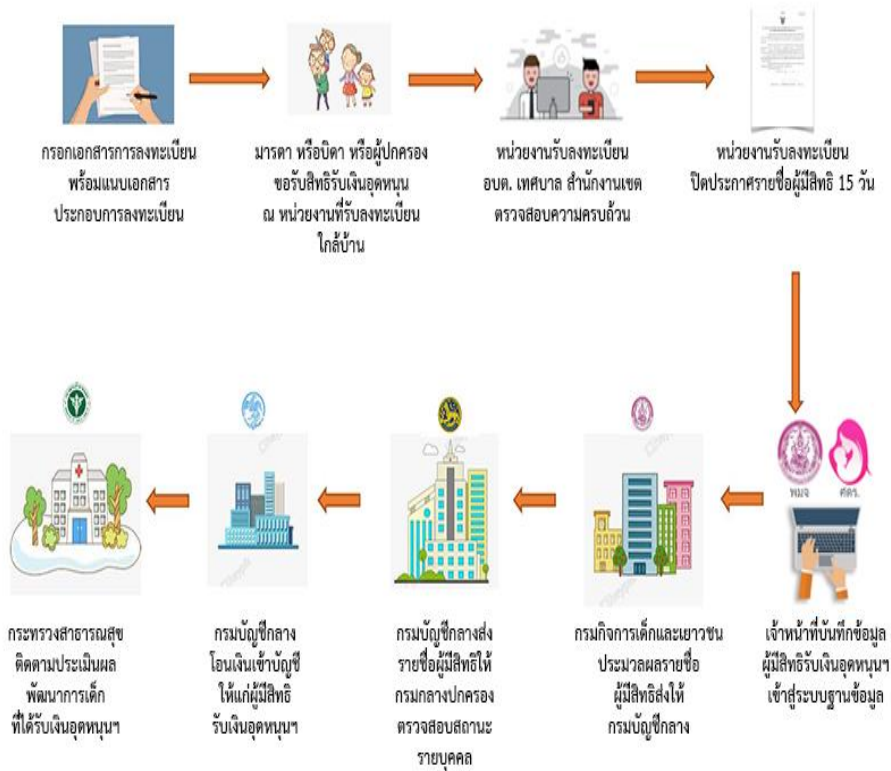 กรอกเอกสารการลงทะเบียน
พร้อมแนบเอกสาร
ประกอบการลงทะเบียน
มารดา หรือบิดา หรือผู้ปกครอง
ขอรับสิทธิรับเงินอุดหนุน
ณ หน่วยงานที่รับลงทะเบียน
ใกล้บ้าน
หน่วยงานรับลงทะเบียน
อบต. เทศบาล สำนักงานเขต
ตรวจสอบความครบถ้วน
หน่วยงานรับลงทะเบียน
ปิดประกาศรายชื่อผู้มีสิทธิ 15 วัน
พมจ
ศดร.
เจ้าหน้าที่บันทึกข้อมูล
ผู้มีสิทธิรับเงินอุดหนุนฯ
เข้าสู่ระบบฐานข้อมูล
กรมกิจการเด็กและเยาวชน
ประมวลผลรายชื่อ
ผู้มีสิทธิส่งให้
กรมบัญชีกลาง
กรมบัญชีกลางส่ง
รายชื่อผู้มีสิทธิให้
กรมกลางปกครอง
ตรวจสอบสถานะ
รายบุคคล
กรมบัญชีกลาง
โอนเงินเข้าบัญชี
ให้แก่ผู้มีสิทธิ
รับเงินอุดหนุนฯ
กระทรวงสาธารณสุข
ติดตามประเมินผล
พัฒนาการเด็ก
ที่ได้รับเงินอุดหนุนฯ